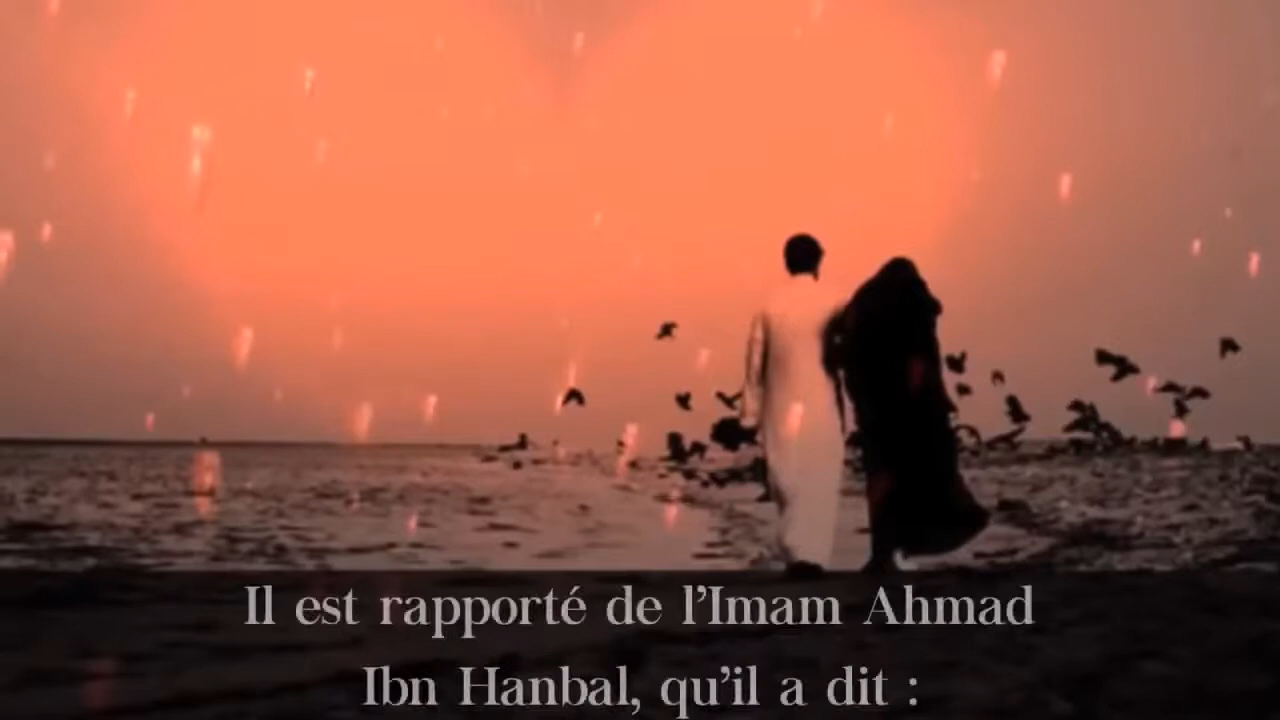 Il est rapporté de l’Imam Ahmad
Ibn Hanbal, qu’il a dit :